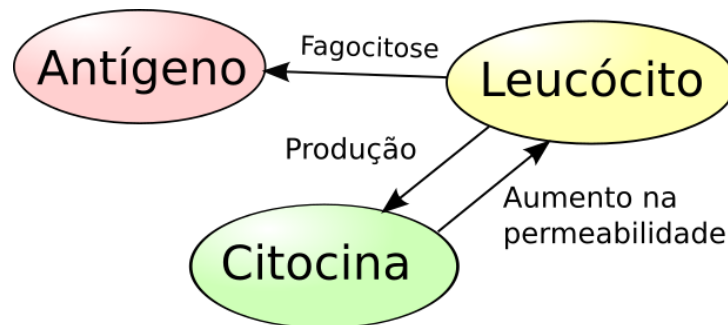 Fagocitose
Antígeno
Leucócito
Produção
Aumento na
permeabilidade
Citocina